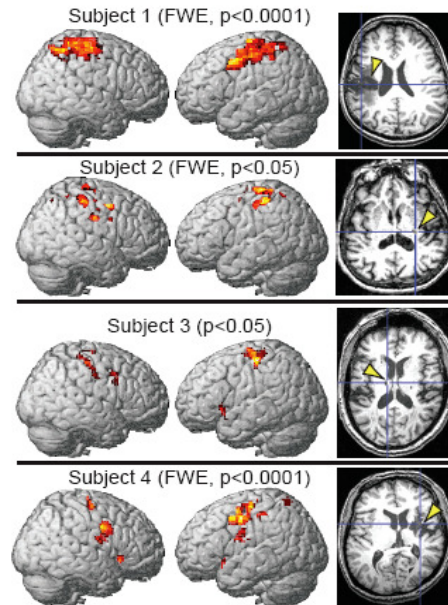 Subject 1 (FWE, p<0.0001)
Subject 2 (FWE, p<0.05)
Subject 3 (p<0.05)
Subject 4 (FWE, p<0.0001)